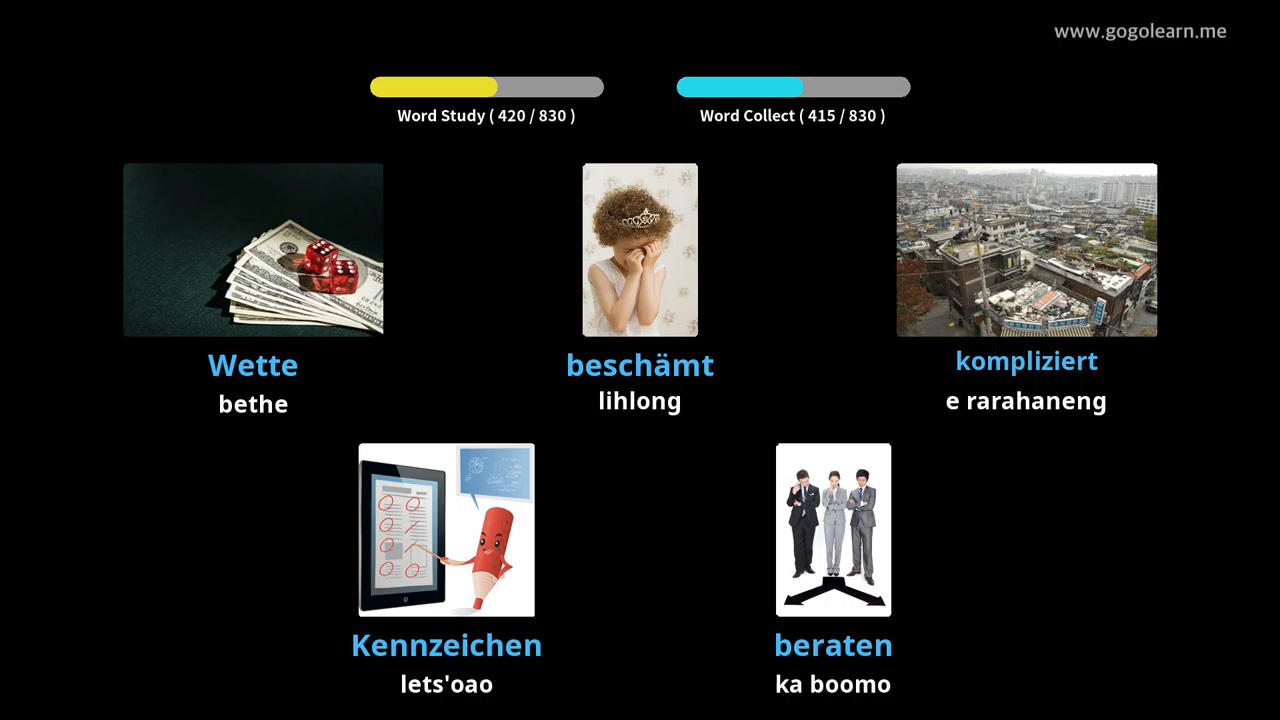 www.gogolearn.me
Word Study ( 420 / 830 )
Word Collect ( 415 / 830 )
Wette
bethe
beschämt
lihlong
kompliziert
e rarahaneng
Kennzeichen
lets'oao
beraten
ka boomo